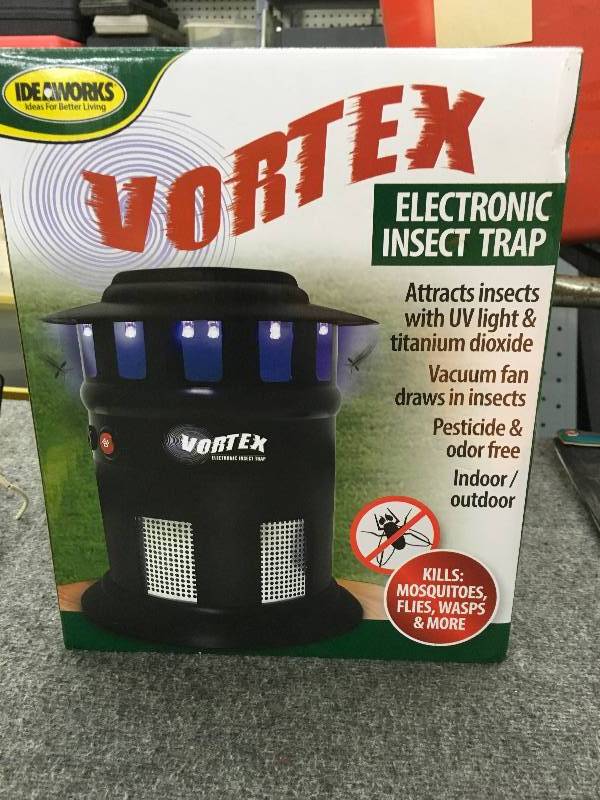 IDEAWORKS
Ideas For Better Living
VORTEX
ELECTRONIC
INSECT TRAP
Attracts insects
with UV light &
titanium dioxide
Vacuum fan
draws in insects
Pesticide &
odor free
Indoor /
outdoor
VORTEX
ELECTRONIC INSECT TRAP
KILLS:
MOSQUITOES,
FLIES, WASPS
& MORE